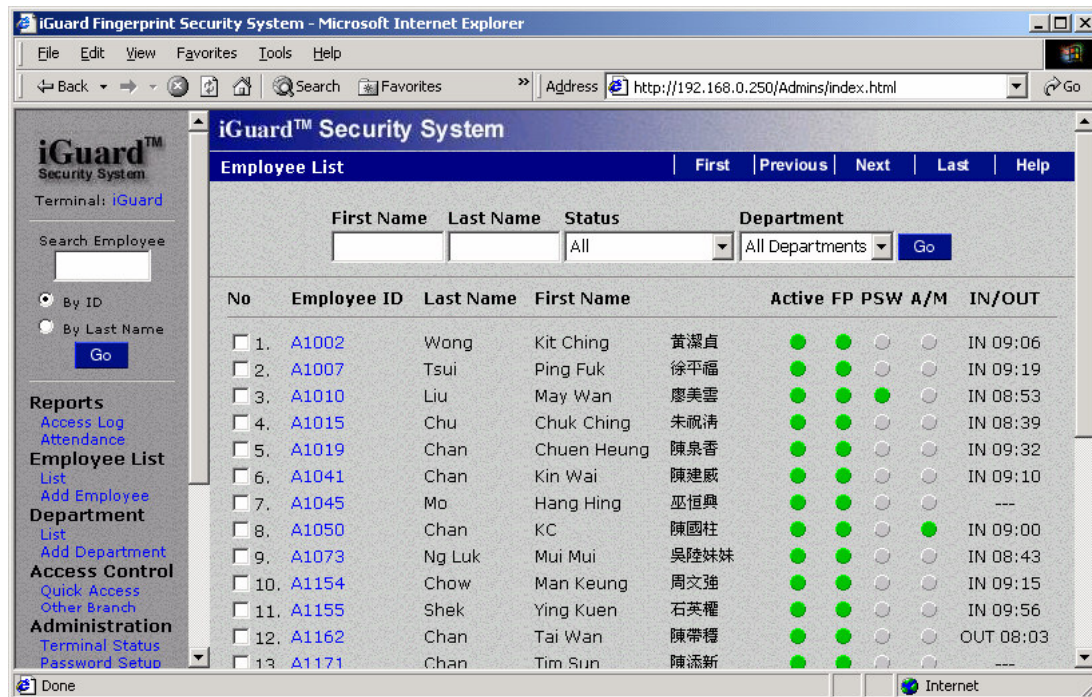 iGuard Fingerprint Security System - Microsoft Internet Explorer
File Edit View Favorites Tools Help
Back Search Favorites » Address http://192.168.0.250/Admins/index.html Go
iGuard™
Security System
Terminal: iGuard
Search Employee
By ID
By Last Name
Go
Reports
Access Log
Attendance
Employee List
List
Add Employee
Department
List
Add Department
Access Control
Quick Access
Other Branch
Administration
Terminal Status
Password Setup
iGuard™ Security System
Employee List | First | Previous | Next | Last | Help
First Name Last Name Status Department
All All Departments Go
No Employee ID Last Name First Name Active FP PSW A/M IN/OUT
1. A1002 Wong Kit Ching 黃潔貞 IN 09:06
2. A1007 Tsui Ping Fuk 徐平福 IN 09:19
3. A1010 Liu May Wan 廖美雲 IN 08:53
4. A1015 Chu Chuk Ching 朱祝清 IN 08:39
5. A1019 Chan Chuen Heung 陳泉香 IN 09:32
6. A1041 Chan Kin Wai 陳建威 IN 09:10
7. A1045 Mo Hang Hing 巫恒興 ---
8. A1050 Chan KC 陳國柱 IN 09:00
9. A1073 Ng Luk Mui Mui 吳陸妹妹 IN 08:43
10. A1154 Chow Man Keung 周文強 IN 09:15
11. A1155 Shek Ying Kuen 石英權 IN 09:56
12. A1162 Chan Tai Wan 陳帶穩 OUT 08:03
13 A1171 Chan Tim Sun 陳添新 ---
Done Internet